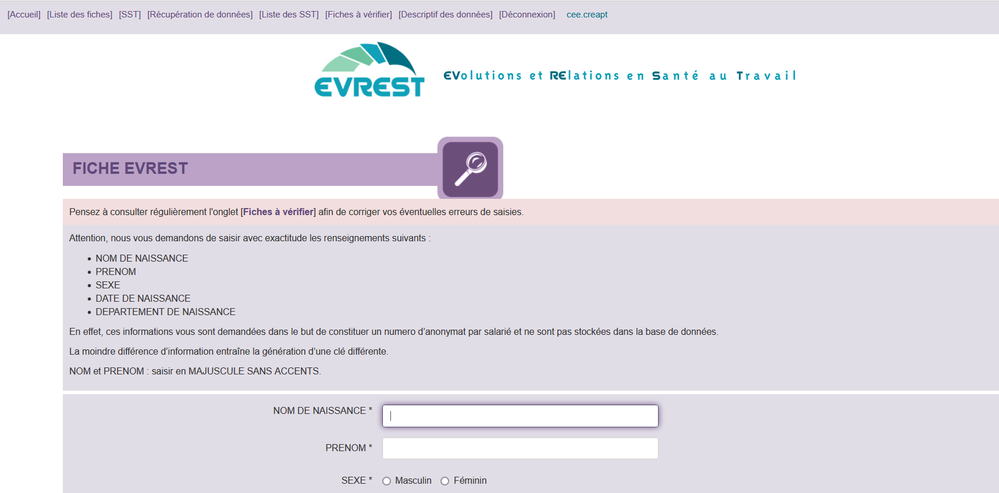 [Accueil] [Liste des fiches] [SST] [Récupération de données] [Liste des SST] [Fiches à vérifier] [Descriptif des données] [Déconnexion] cee.creapt
EVREST
EVolutions et RElations en Santé au Travail
FICHE EVREST
Pensez à consulter régulièrement l'onglet [Fiches à vérifier] afin de corriger vos éventuelles erreurs de saisies.
Attention, nous vous demandons de saisir avec exactitude les renseignements suivants :
• NOM DE NAISSANCE
• PRENOM
• SEXE
• DATE DE NAISSANCE
• DEPARTEMENT DE NAISSANCE
En effet, ces informations vous sont demandées dans le but de constituer un numero d’anonymat par salarié et ne sont pas stockées dans la base de données.
La moindre différence d’information entraîne la génération d’une clé différente.
NOM et PRENOM : saisir en MAJUSCULE SANS ACCENTS.
NOM DE NAISSANCE *
PRENOM *
SEXE * Masculin Féminin